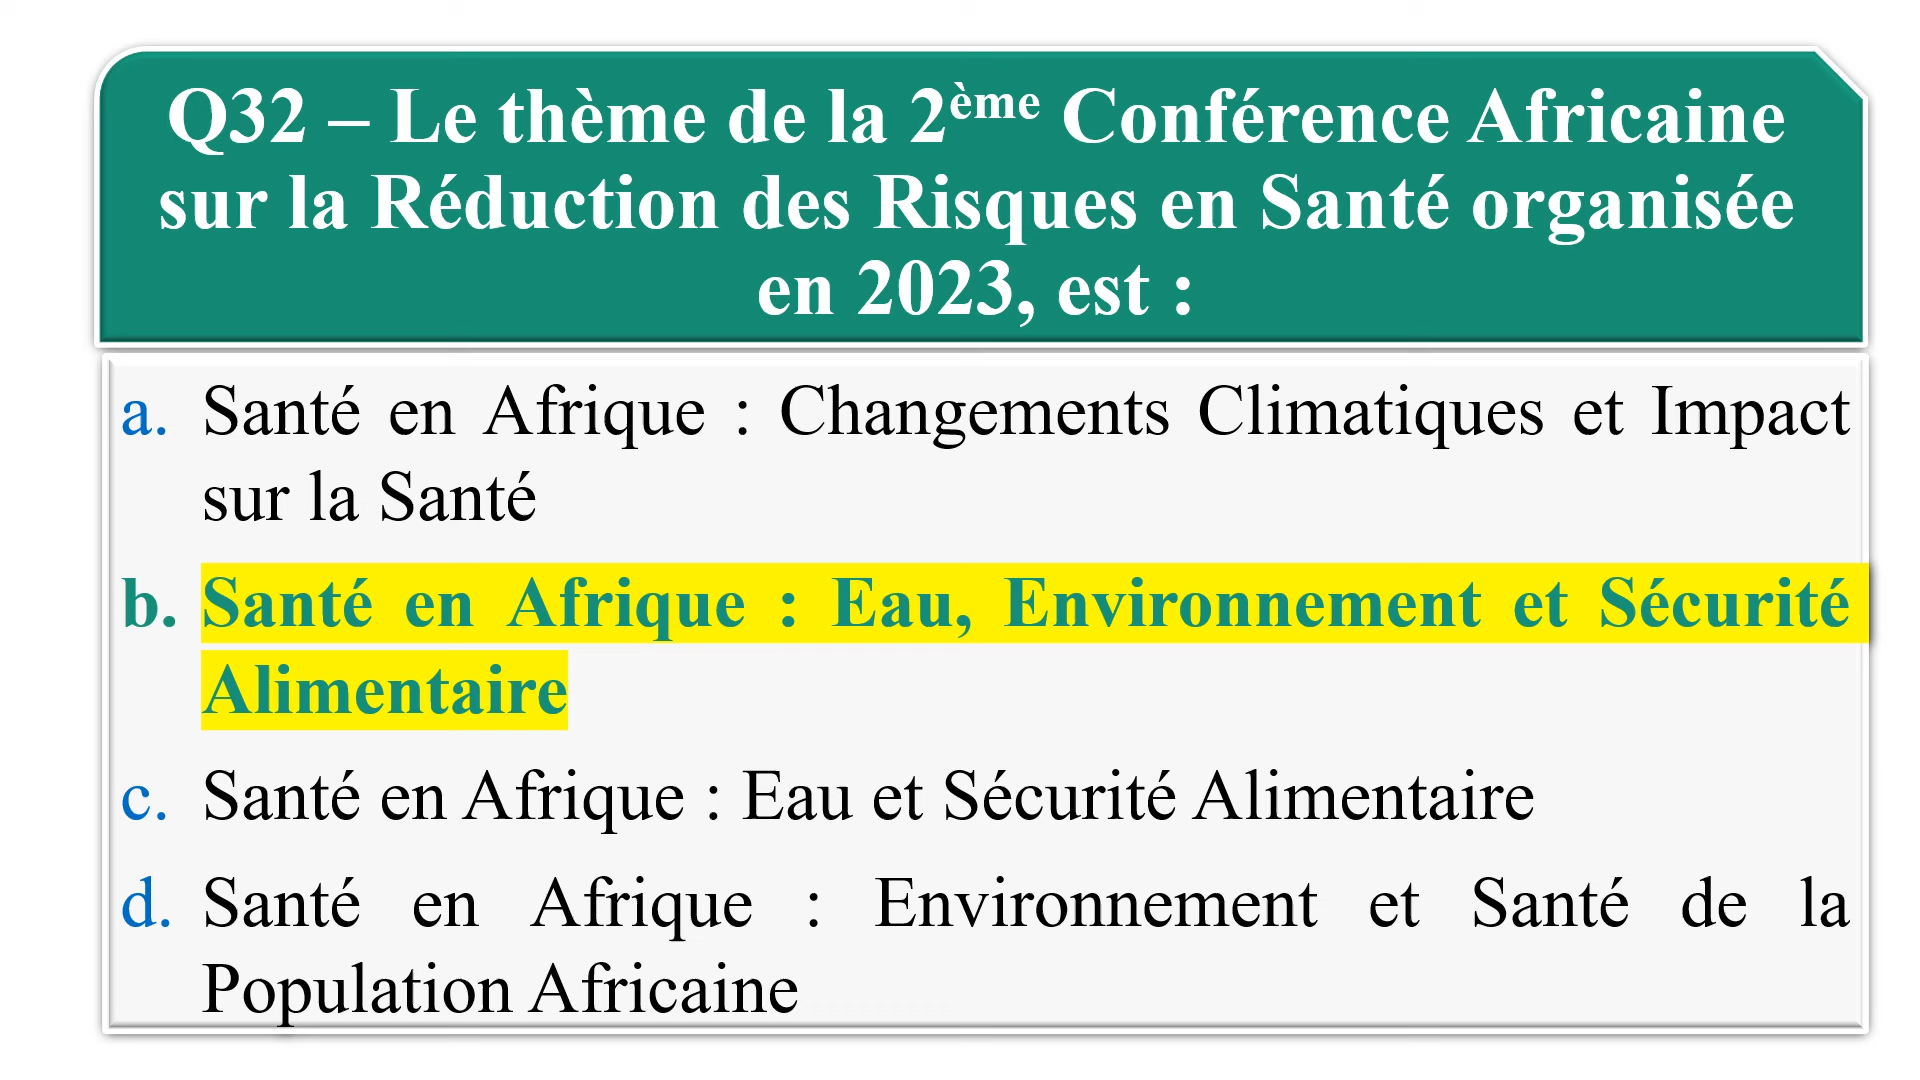 Q32 – Le thème de la 2ème Conférence Africaine
sur la Réduction des Risques en Santé organisée
en 2023, est :
a. Santé en Afrique : Changements Climatiques et Impact
sur la Santé
b. Santé en Afrique : Eau, Environnement et Sécurité
Alimentaire
c. Santé en Afrique : Eau et Sécurité Alimentaire
d. Santé en Afrique : Environnement et Santé de la
Population Africaine